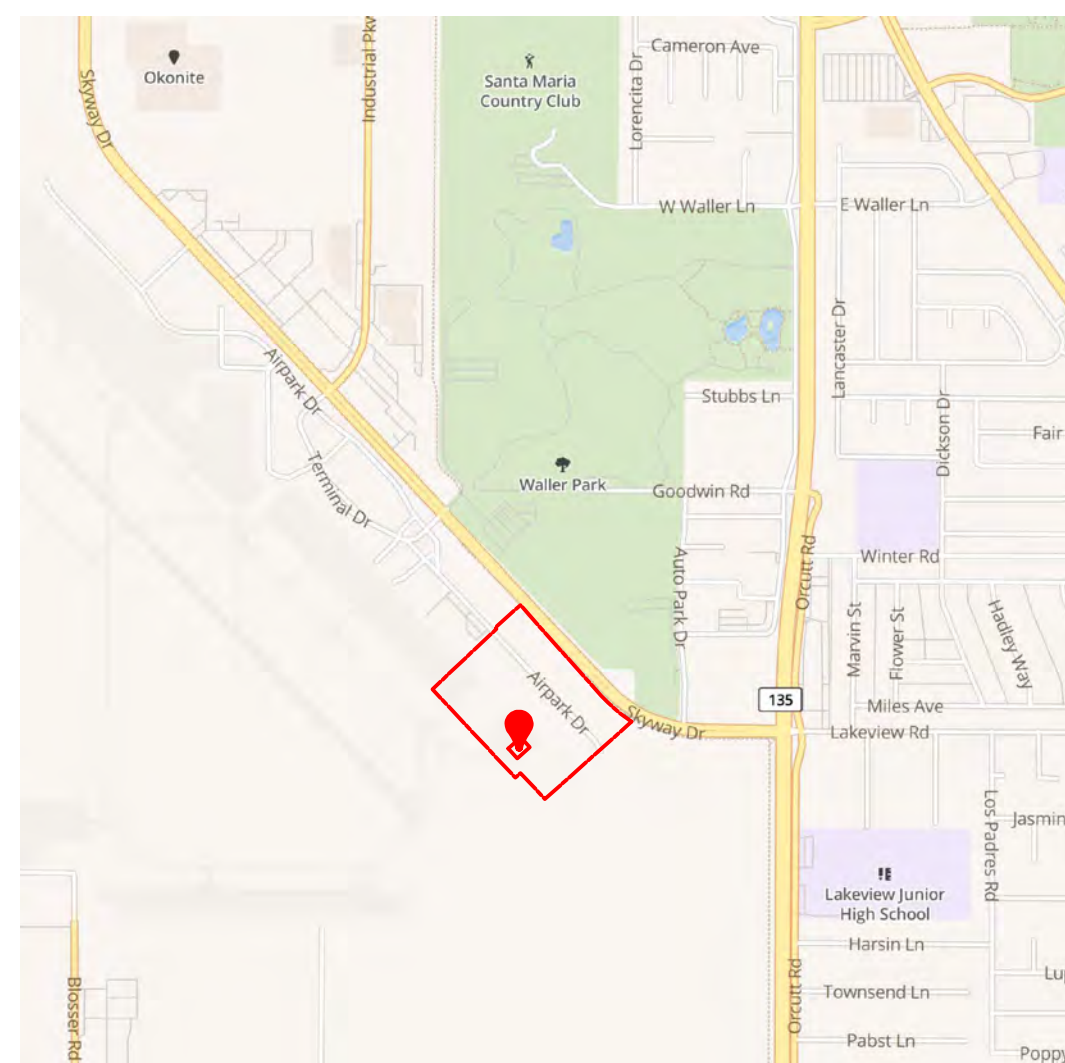 Cameron Ave
Okonite
Industrial Pkw
Santa Maria
Country Club
Lorencita Dr
Skyway Dr
W Waller Ln
E Waller Ln
Lancaster Dr
Airpark Dr
Stubbs Ln
Dickson Dr
Fair
Waller Park
Goodwin Rd
Terminal Dr
Orcutt Rd
Winter Rd
Auto Park Dr
Marvin St
Flower St
Hadley Way
Airpark Dr
135
Miles Ave
Skyway Dr
Lakeview Rd
Los Padres Rd
Jasmin
Lakeview Junior
High School
Harsin Ln
Blosser Rd
Orcutt Rd
Townsend Ln
Pabst Ln
Poppy